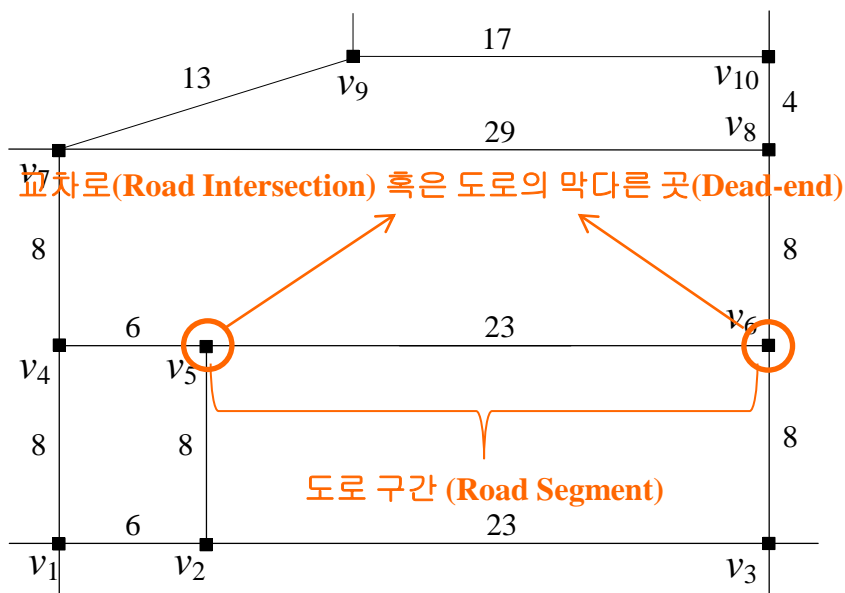 17
13
v9
v10
4
29
v8
v7
교차로(Road Intersection) 혹은 도로의 막다른 곳(Dead-end)
8
8
6
23
v6
v4
v5
8
8
8
도로 구간 (Road Segment)
6
23
v1
v2
v3